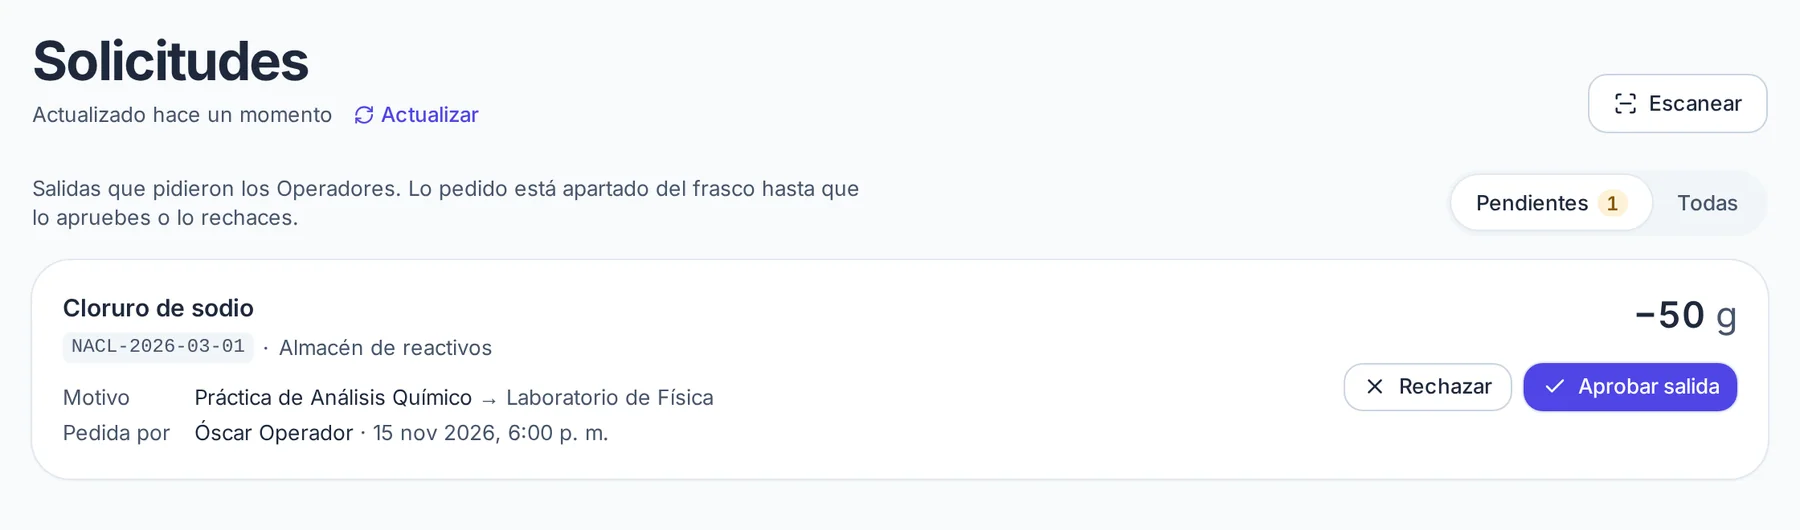 Solicitudes
Actualizado hace un momento Actualizar
Escanear
Salidas que pidieron los Operadores. Lo pedido está apartado del frasco hasta que
lo apruebes o lo rechaces.
Pendientes 1 Todas
Cloruro de sodio
−50 g
NACL-2026-03-01 · Almacén de reactivos
Rechazar Aprobar salida
Motivo Práctica de Análisis Químico → Laboratorio de Física
Pedida por Óscar Operador · 15 nov 2026, 6:00 p. m.